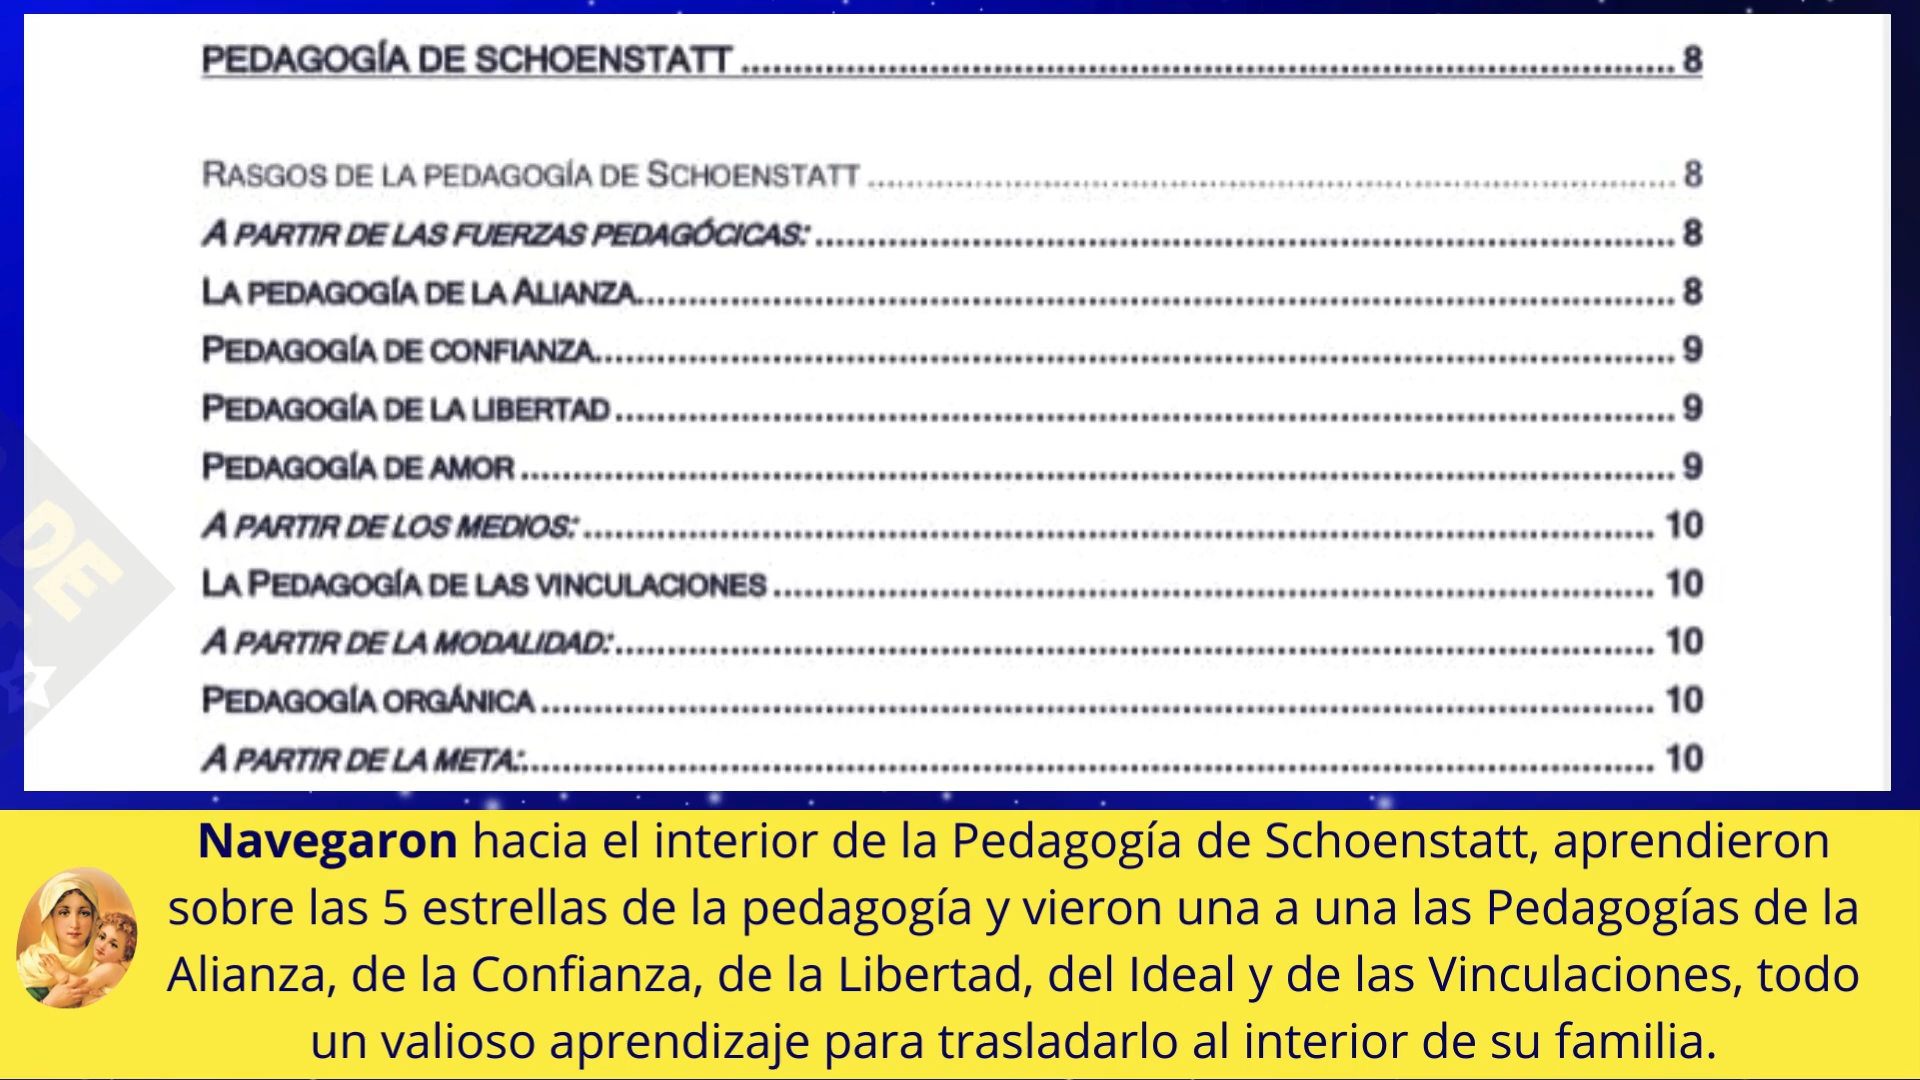 PEDAGOGÍA DE SCHOENSTATT 8
RASGOS DE LA PEDAGOGÍA DE SCHOENSTATT 8
A PARTIR DE LAS FUERZAS PEDAGÓCICAS: 8
LA PEDAGOGÍA DE LA ALIANZA 8
PEDAGOGÍA DE CONFIANZA 9
PEDAGOGÍA DE LA LIBERTAD 9
PEDAGOGÍA DE AMOR 9
A PARTIR DE LOS MEDIOS: 10
LA PEDAGOGÍA DE LAS VINCULACIONES 10
A PARTIR DE LA MODALIDAD: 10
PEDAGOGÍA ORGÁNICA 10
A PARTIR DE LA META: 10
DE
Navegaron hacia el interior de la Pedagogía de Schoenstatt, aprendieron
sobre las 5 estrellas de la pedagogía y vieron una a una las Pedagogías de la
Alianza, de la Confianza, de la Libertad, del Ideal y de las Vinculaciones, todo
un valioso aprendizaje para trasladarlo al interior de su familia.